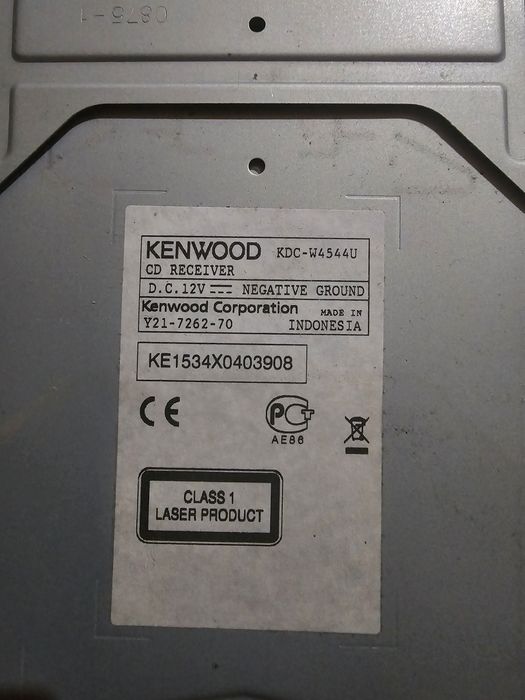 0875-1
KENWOOD KDC-W4544U
CD RECEIVER
D.C.12V NEGATIVE GROUND
Kenwood Corporation MADE IN
Y21-7262-70 INDONESIA
KE1534X0403908
CE PCT
AE86
CLASS 1
LASER PRODUCT